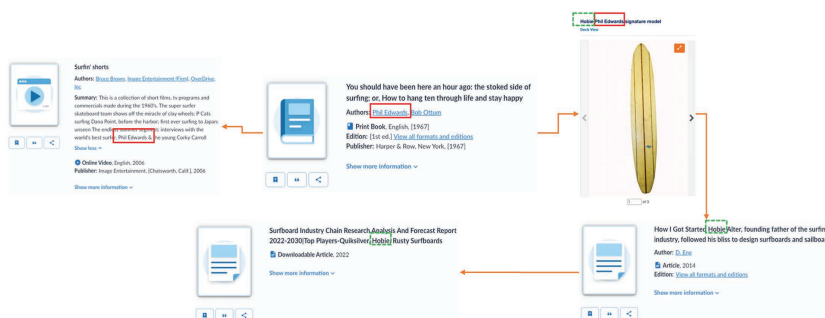 Hobie Phil Edwards signature model
Deck View
1 of 3
Surfin' shorts
Authors: Bruce Brown, Image Entertainment (Firm), OverDrive, Inc
Summary: This is a collection of short films, tv programs and
commercials made during the 1960's. The super surfer
skateboard team shows off the miracle of clay wheels; P Cats
surfing Dana Point, before the harbor, first ever surfing to Japan
unseen The endless summer segment, interviews with the
world's best surfer, Phil Edwards & the young Corky Carroll
Show less
Online Video, English, 2006
Publisher: Image Entertainment, [Chatsworth, Calif.], 2006
Show more information
You should have been here an hour ago: the stoked side of
surfing; or, How to hang ten through life and stay happy
Authors: Phil Edwards, Bob Ottum
Print Book, English, [1967]
Edition: [1st ed.] View all formats and editions
Publisher: Harper & Row, New York, [1967]
Show more information
Surfboard Industry Chain Research Analysis And Forecast Report
2022-2030|Top Players-Quiksilver, Hobie, Rusty Surfboards
Downloadable Article, 2022
Show more information
How I Got Started Hobie Alter, founding father of the surfin
industry, followed his bliss to design surfboards and sailboa
Author: D. Eng
Article, 2014
Edition: View all formats and editions
Show more information